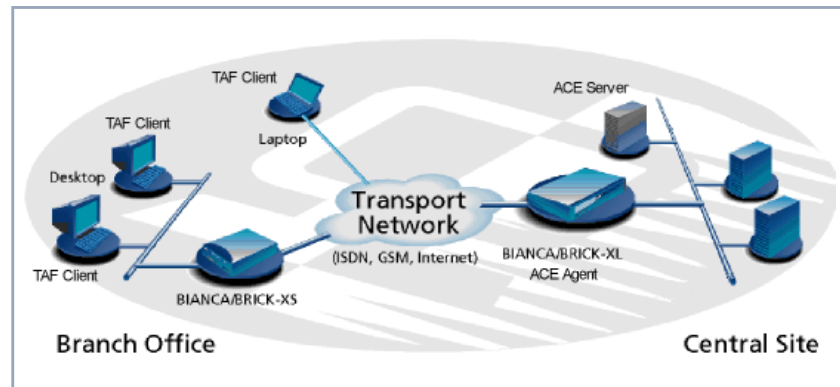 TAF Client
ACE Server
TAF Client
Laptop
Desktop
Transport
Network
(ISDN, GSM, Internet)
TAF Client
BIANCA/BRICK-XL
ACE Agent
BIANCA/BRICK-XS
Branch Office
Central Site